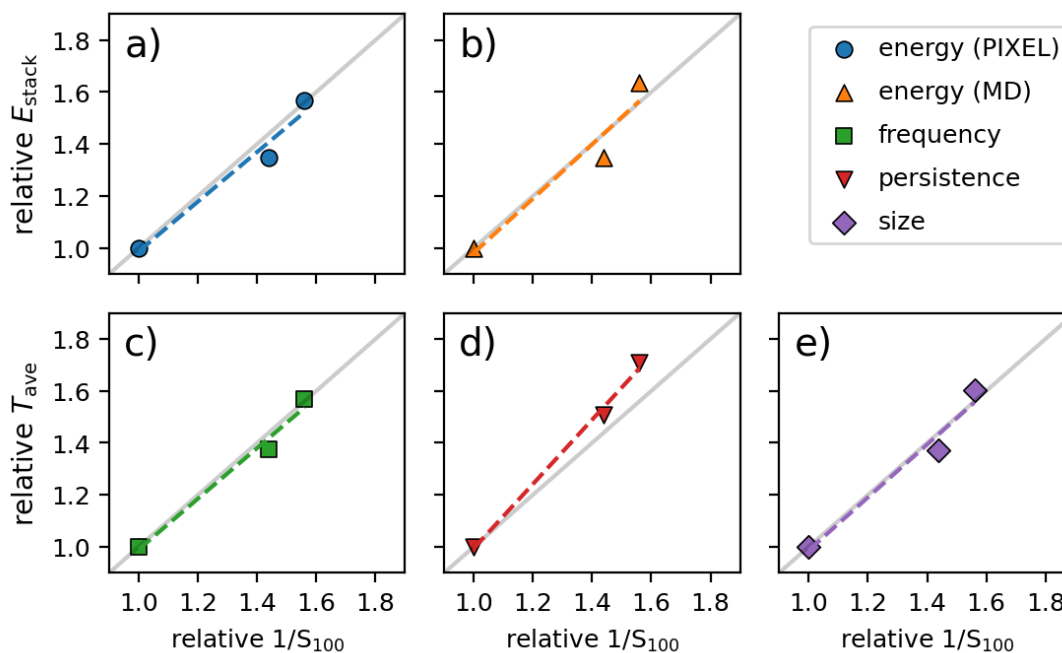 a)
b)
relative E_stack
1.8
1.6
1.4
1.2
1.0
energy (PIXEL)
energy (MD)
frequency
persistence
size
c)
d)
e)
relative T_ave
1.8
1.6
1.4
1.2
1.0
1.0 1.2 1.4 1.6 1.8
1.0 1.2 1.4 1.6 1.8
1.0 1.2 1.4 1.6 1.8
relative 1/S_100
relative 1/S_100
relative 1/S_100